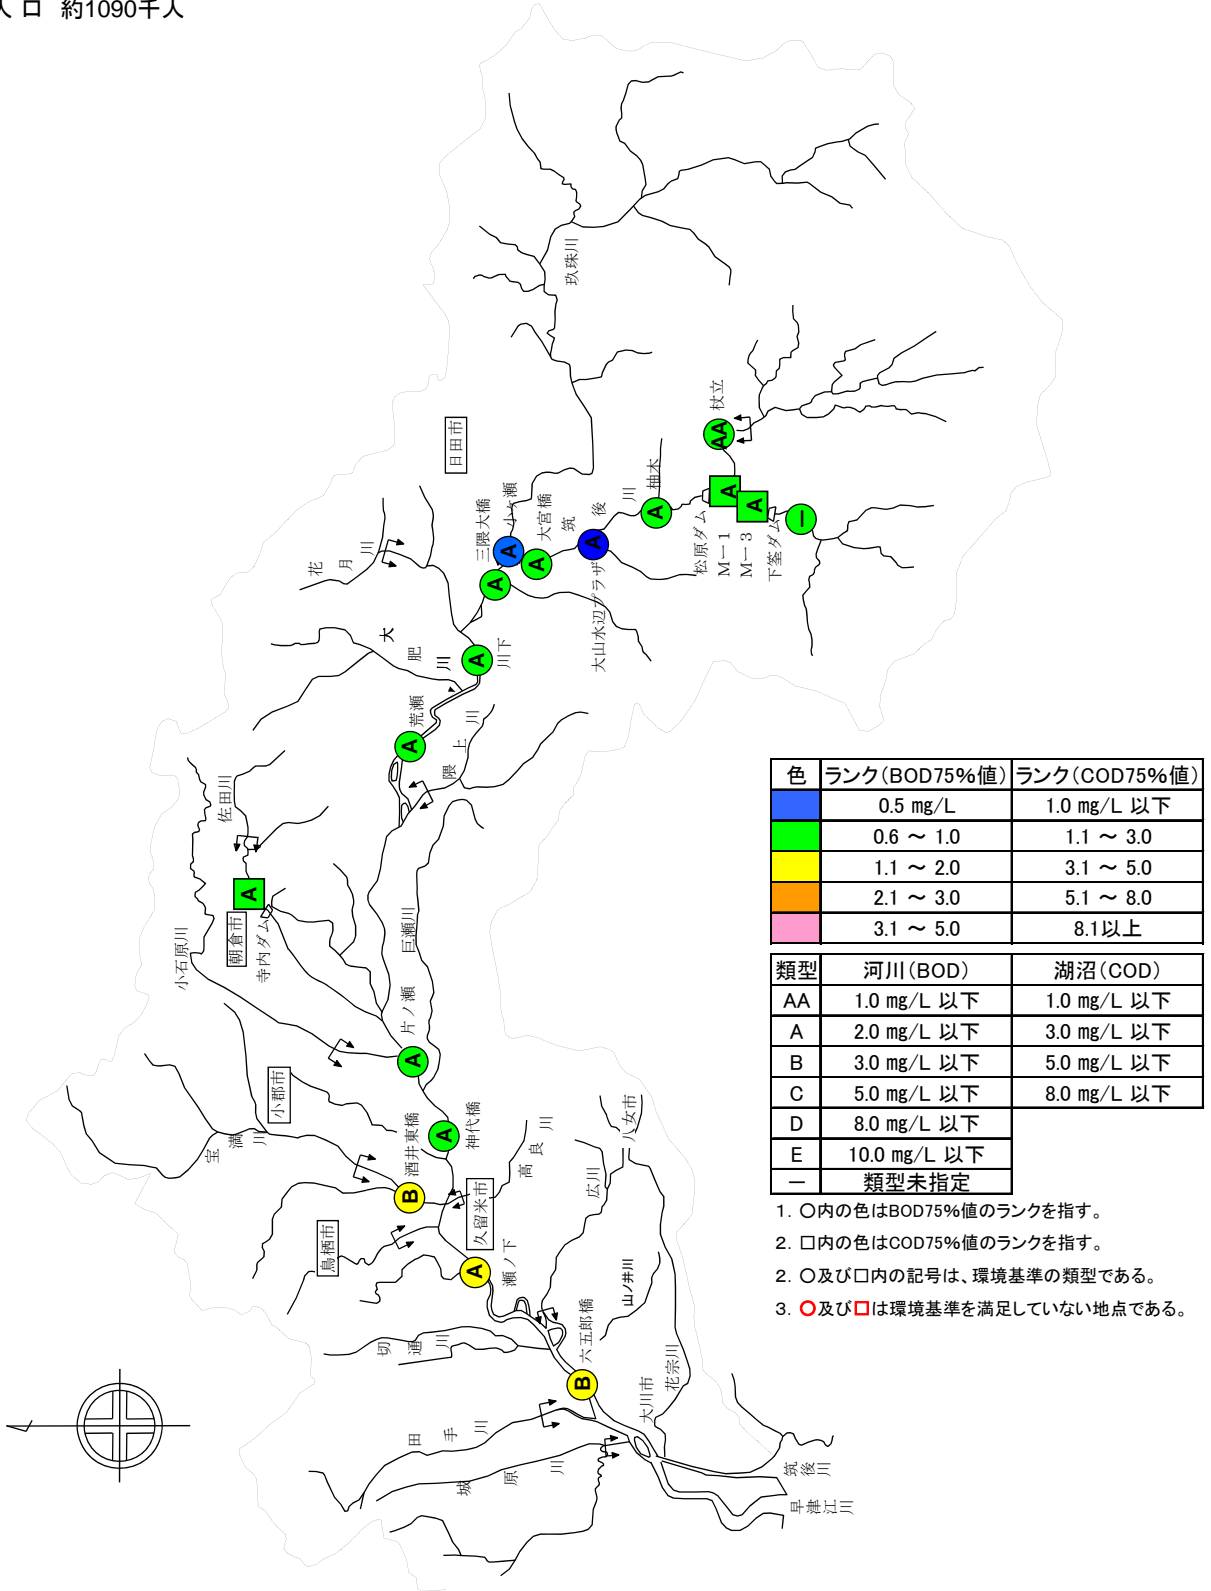 人 口 約1090千人
玖珠川
日田市
杖立
AA
柚木
A
A
A
松原ダム
M－1
M－3
下筌ダム
－
筑後川
三隈大橋
小ヶ瀬
大宮橋
A
A
A
A
大山水辺プラザ
花月川
大肥川
A
川下
荒瀬
A
隈上川
佐田川
A
朝倉市
寺内ダム
小石原川
巨瀬川
片ノ瀬
A
小郡市
宝満川
酒井東橋
A
神代橋
高良川
B
久留米市
鳥栖市
A
瀬ノ下
広川
八女市
山ノ井川
切通川
六五郎橋
B
大川市
花宗川
田手川
城原川
筑後川
早津江川
色 ランク(BOD75%値) ランク(COD75%値)
0.5 mg/L 1.0 mg/L 以下
0.6 ～ 1.0 1.1 ～ 3.0
1.1 ～ 2.0 3.1 ～ 5.0
2.1 ～ 3.0 5.1 ～ 8.0
3.1 ～ 5.0 8.1以上
類型 河川(BOD) 湖沼(COD)
AA 1.0 mg/L 以下 1.0 mg/L 以下
A 2.0 mg/L 以下 3.0 mg/L 以下
B 3.0 mg/L 以下 5.0 mg/L 以下
C 5.0 mg/L 以下 8.0 mg/L 以下
D 8.0 mg/L 以下
E 10.0 mg/L 以下
－ 類型未指定
1. ○内の色はBOD75%値のランクを指す。
2. □内の色はCOD75%値のランクを指す。
2. ○及び□内の記号は、環境基準の類型である。
3. ○及び□は環境基準を満足していない地点である。